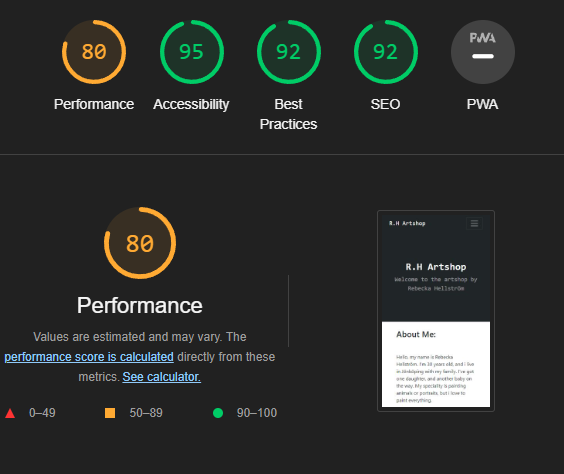 80 95 92 92 PWA
Performance Accessibility Best SEO PWA
Practices
80
Performance
Values are estimated and may vary. The
performance score is calculated directly from these
metrics. See calculator.
0–49 50–89 90–100
R.H Artshop
R.H Artshop
Welcome to the artshop by
Rebecka Hellström
About Me:
Hello, my name is Rebecka
Hellström. I'm 30 years old, and I live
in Linköping with my family. I've got
one daughter, and another baby on
the way. My specialty is painting
animals or portraits, but I love to
paint everything.